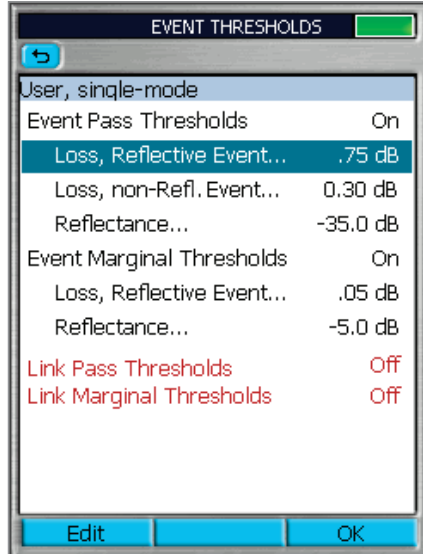 EVENT THRESHOLDS
User, single-mode
Event Pass Thresholds On
Loss, Reflective Event... .75 dB
Loss, non-Refl. Event... 0.30 dB
Reflectance... -35.0 dB
Event Marginal Thresholds On
Loss, Reflective Event... .05 dB
Reflectance... -5.0 dB
Link Pass Thresholds Off
Link Marginal Thresholds Off
Edit OK